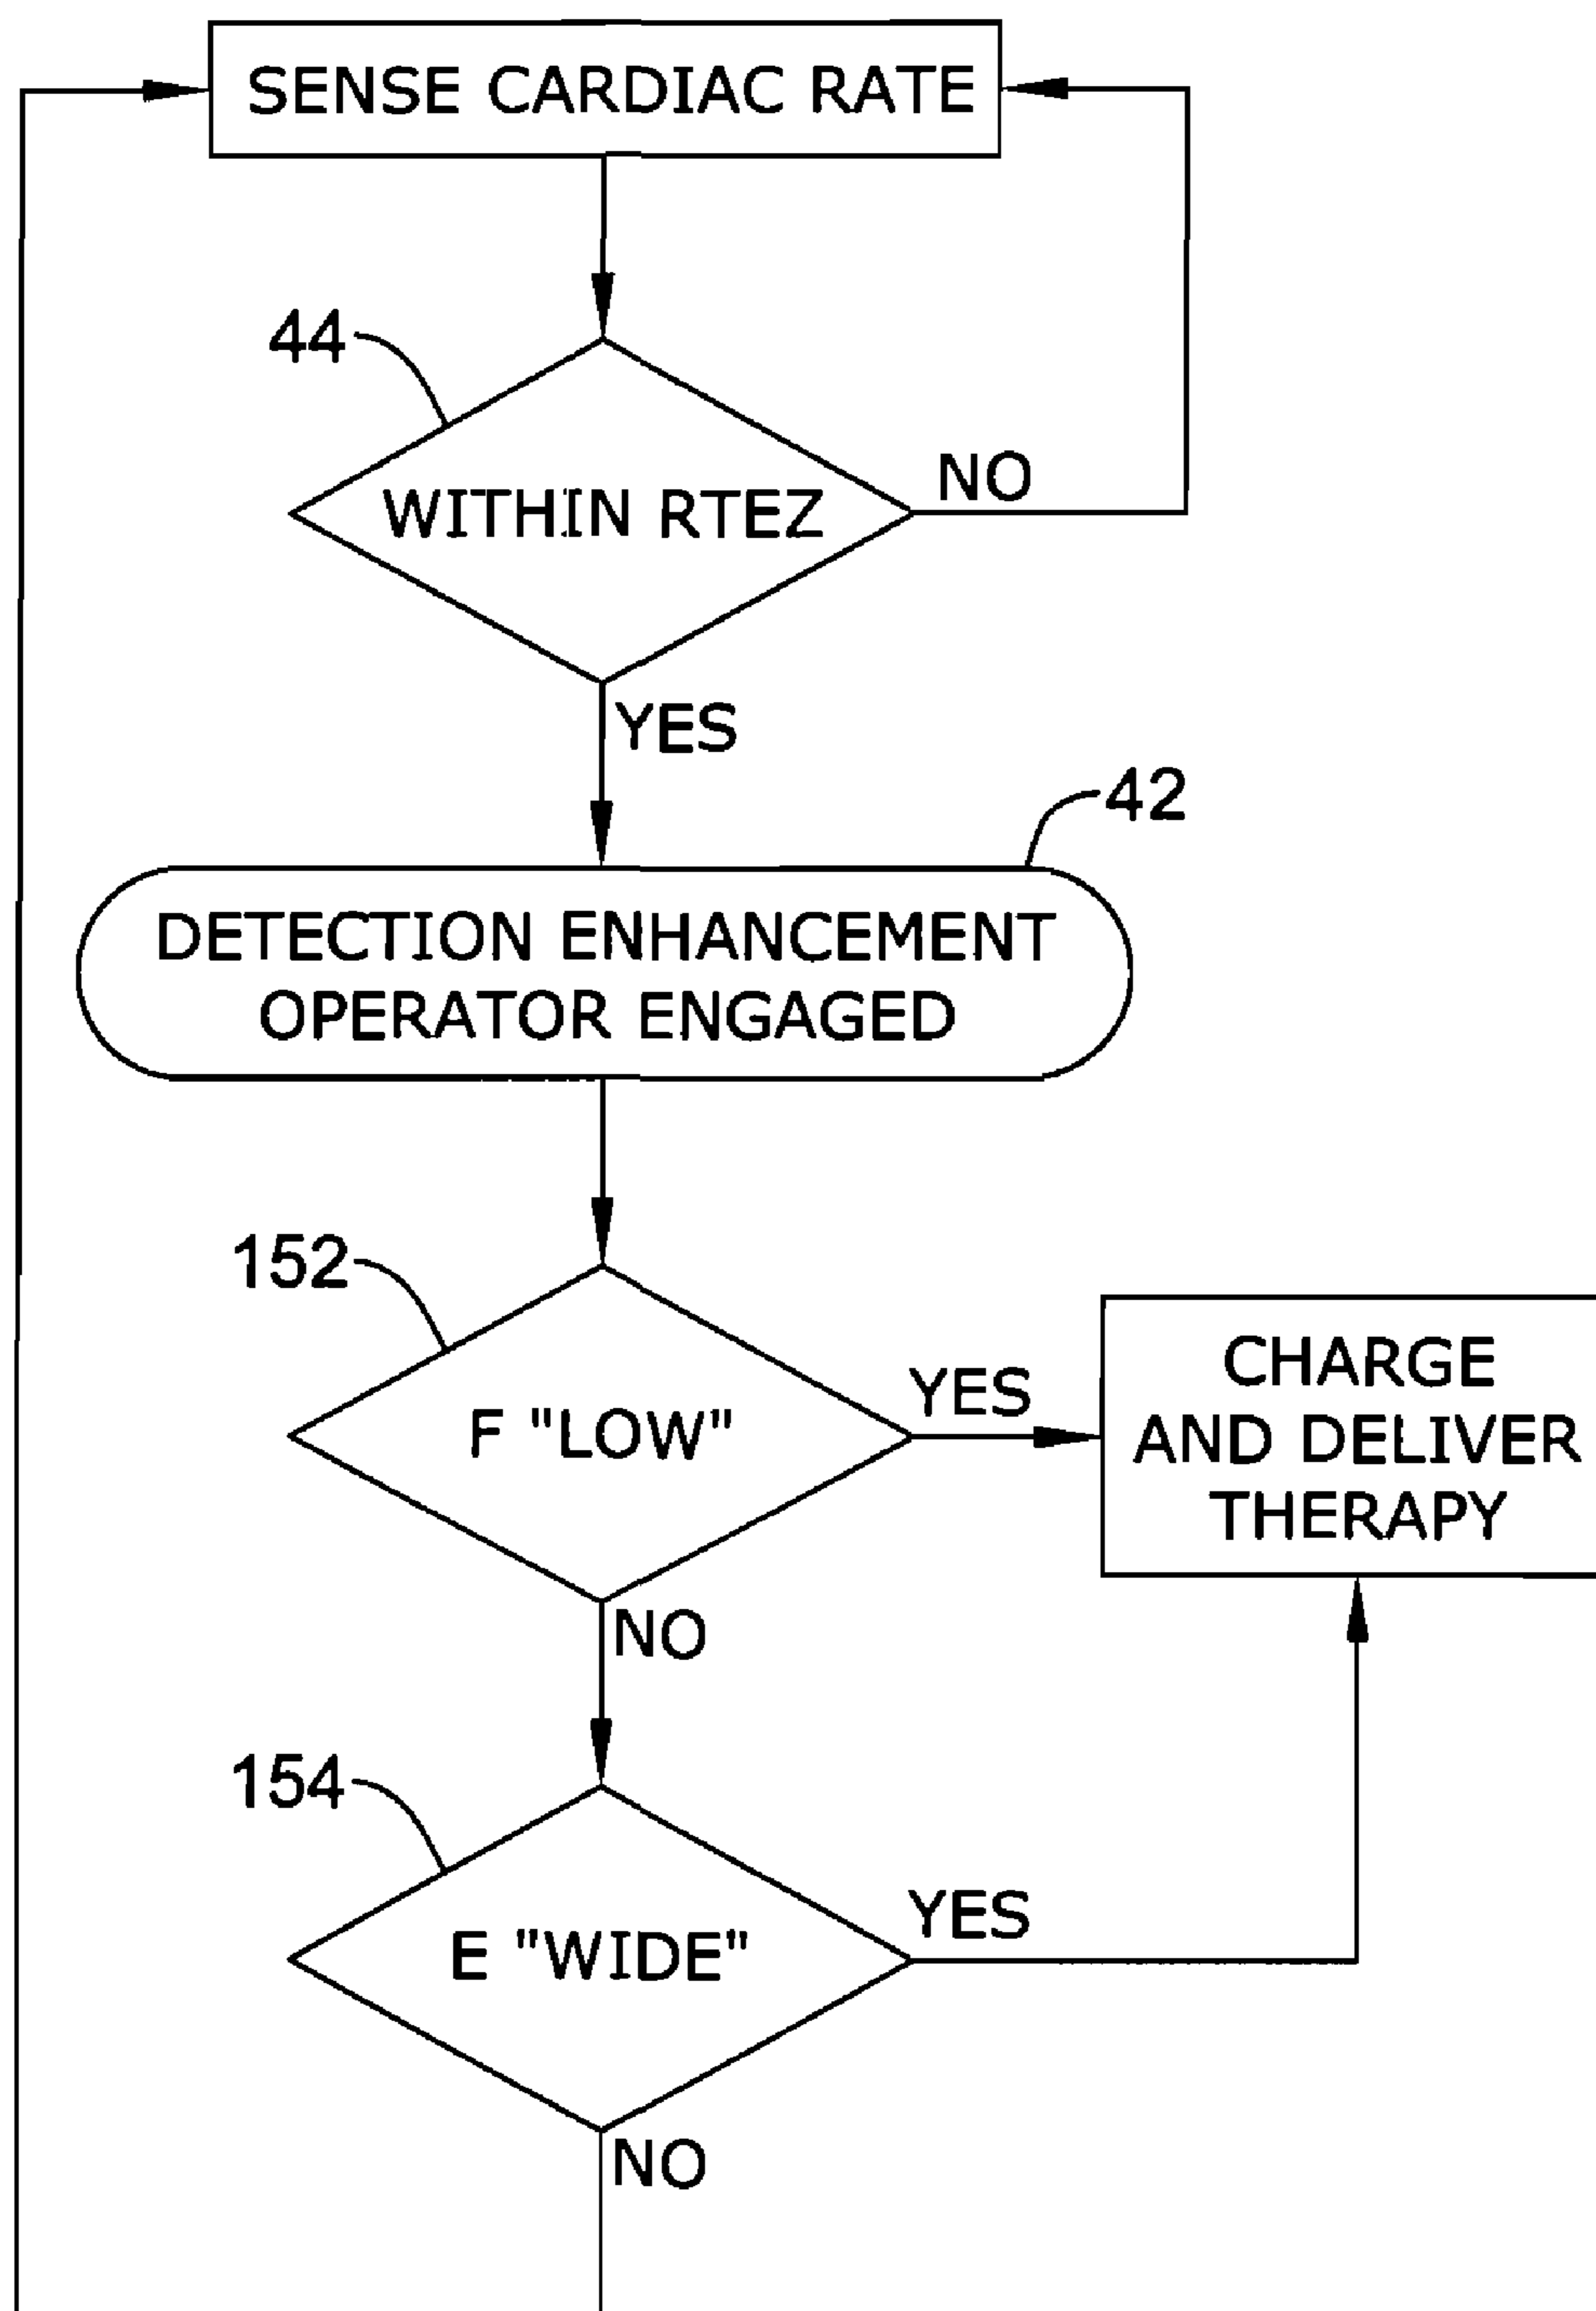 SENSE CARDIAC RATE
44
WITHIN RTEZ
NO
YES
42
DETECTION ENHANCEMENT
OPERATOR ENGAGED
152
F "LOW"
YES
CHARGE
AND DELIVER
THERAPY
NO
154
E "WIDE"
YES
NO